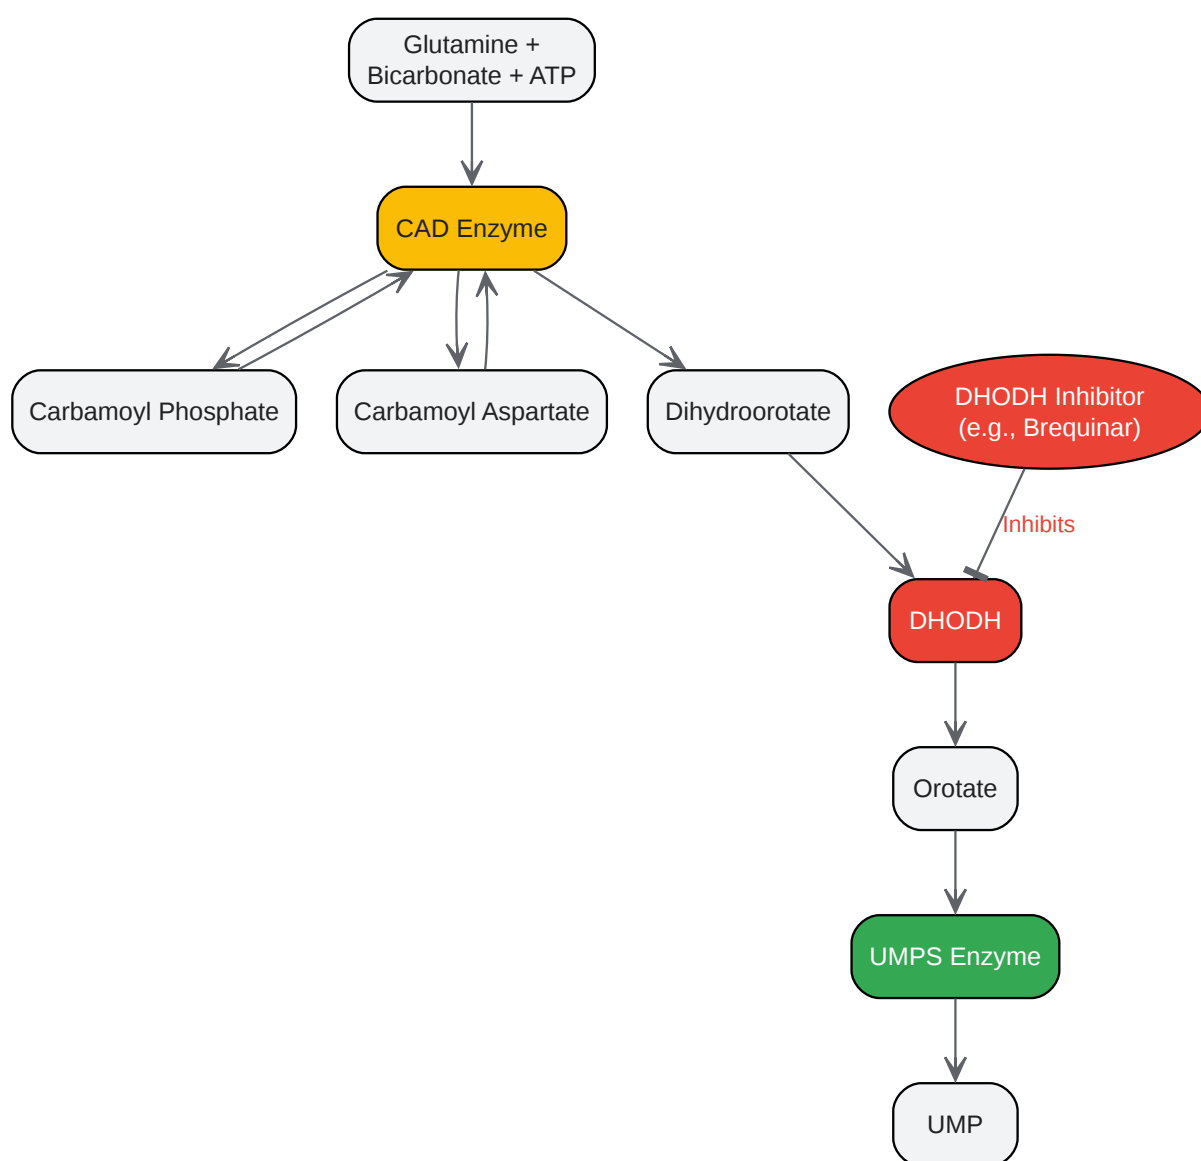 Glutamine +
Bicarbonate + ATP
CAD Enzyme
Carbamoyl Phosphate
Carbamoyl Aspartate
Dihydroorotate
DHODH Inhibitor
(e.g., Brequinar)
Inhibits
DHODH
Orotate
UMPS Enzyme
UMP